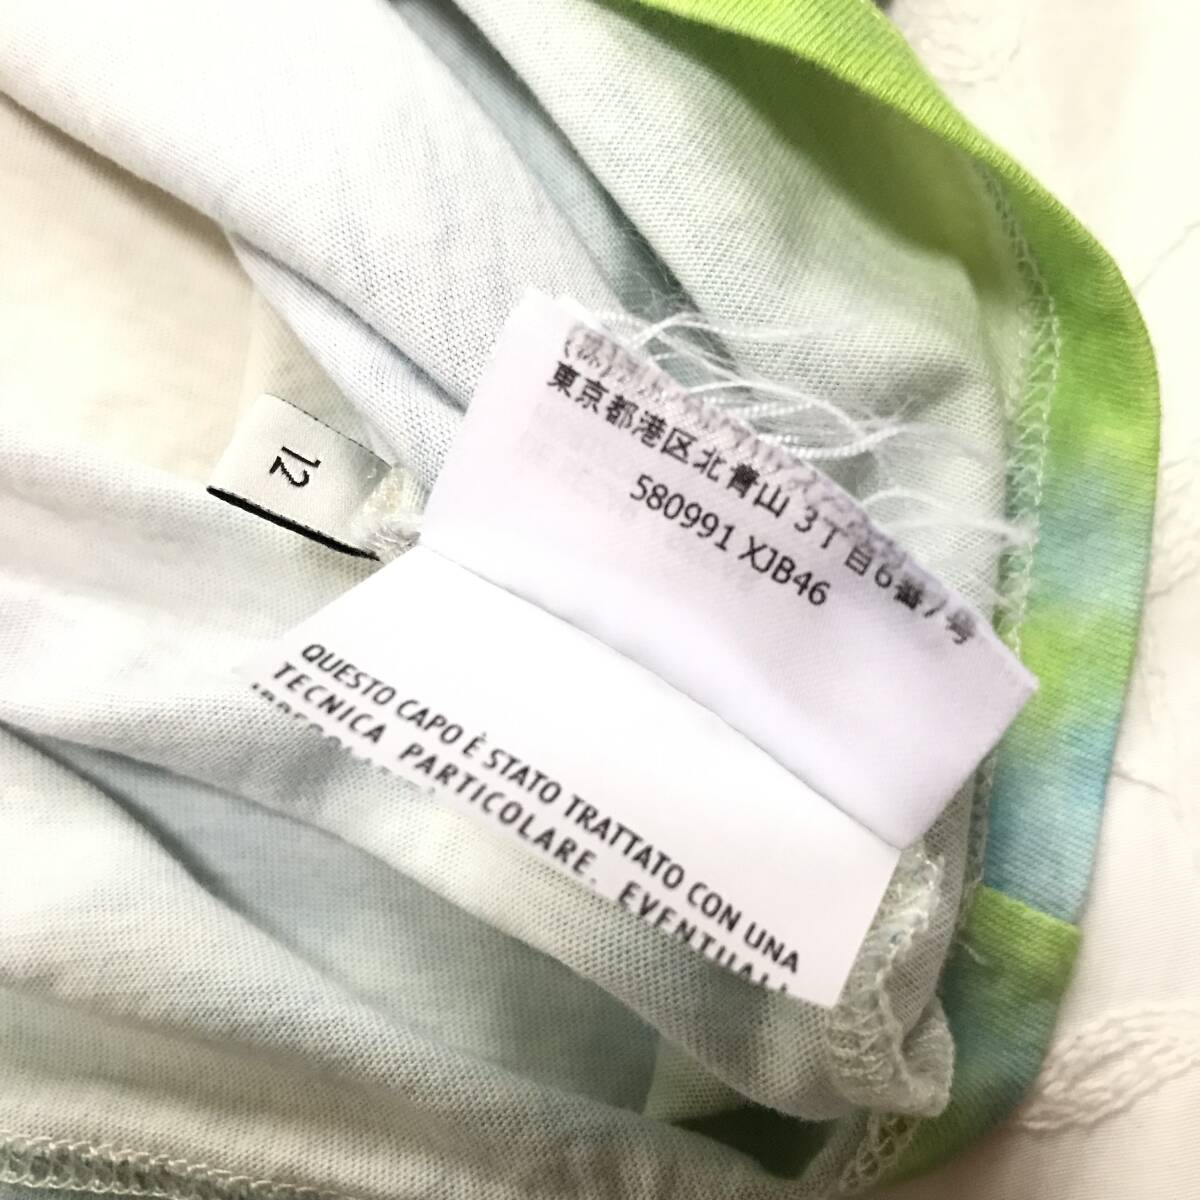 12
東京都港区北青山 3丁目6番7号
580991 XJB46
QUESTO CAPO È STATO TRATTATO CON UNA
TECNICA PARTICOLARE. EVENTUALI